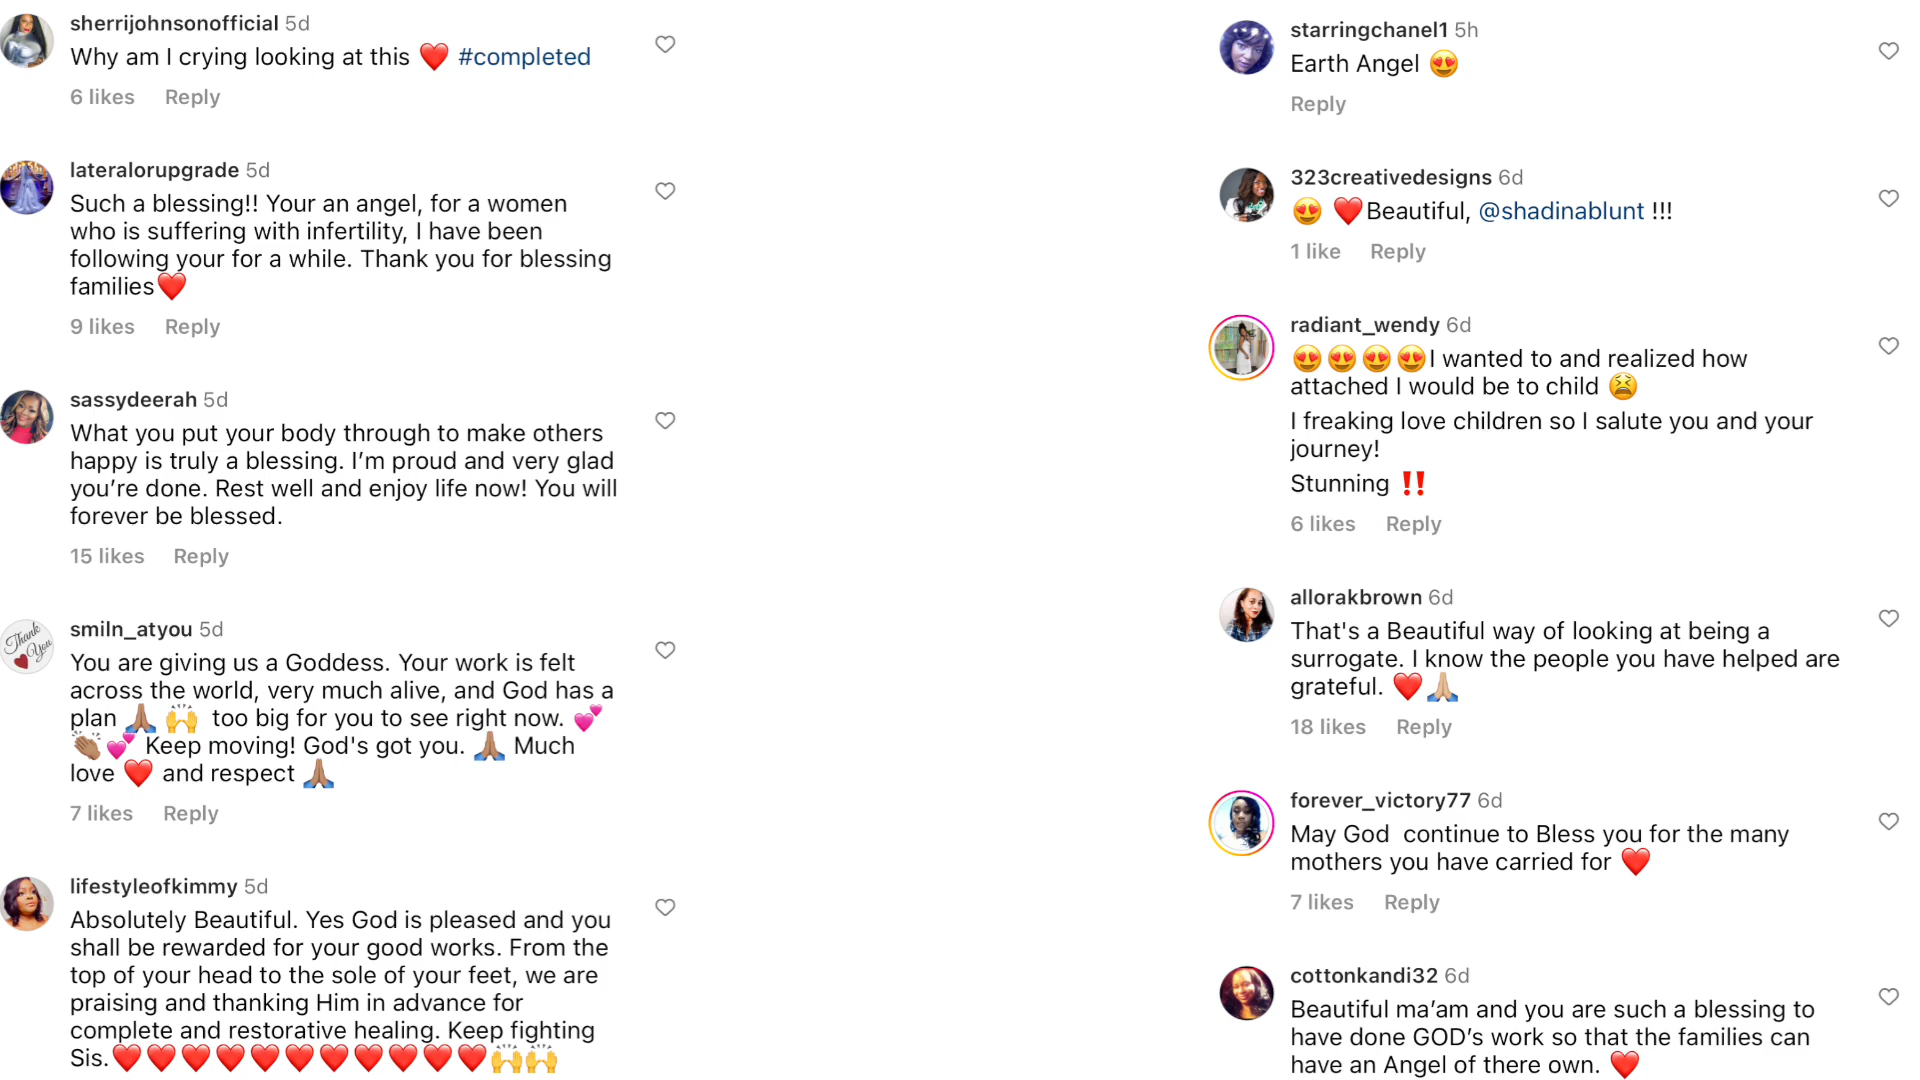 sherrijohnsonofficial 5d
Why am I crying looking at this ❤️ #completed
6 likes Reply
lateralorupgrade 5d
Such a blessing!! Your an angel, for a women
who is suffering with infertility, I have been
following your for a while. Thank you for blessing
families❤️
9 likes Reply
sassydeerah 5d
What you put your body through to make others
happy is truly a blessing. I’m proud and very glad
you’re done. Rest well and enjoy life now! You will
forever be blessed.
15 likes Reply
Thank
You
smiln_atyou 5d
You are giving us a Goddess. Your work is felt
across the world, very much alive, and God has a
plan 🙏🏽 🙌 too big for you to see right now. 💕
👏🏽 💕 Keep moving! God's got you. 🙏🏽 Much
love ❤️ and respect 🙏🏽
7 likes Reply
lifestyleofkimmy 5d
Absolutely Beautiful. Yes God is pleased and you
shall be rewarded for your good works. From the
top of your head to the sole of your feet, we are
praising and thanking Him in advance for
complete and restorative healing. Keep fighting
Sis.❤️❤️❤️❤️❤️❤️❤️❤️❤️❤️❤️🙌🙌
starringchanel1 5h
Earth Angel 😍
Reply
323creativedesigns 6d
😍 ❤️Beautiful, @shadinablunt !!!
1 like Reply
radiant_wendy 6d
😍😍😍😍I wanted to and realized how
attached I would be to child 😫
I freaking love children so I salute you and your
journey!
Stunning ‼️
6 likes Reply
allorakbrown 6d
That's a Beautiful way of looking at being a
surrogate. I know the people you have helped are
grateful. ❤️🙏🏼
18 likes Reply
forever_victory77 6d
May God continue to Bless you for the many
mothers you have carried for ❤️
7 likes Reply
cottonkandi32 6d
Beautiful ma’am and you are such a blessing to
have done GOD’s work so that the families can
have an Angel of there own. ❤️